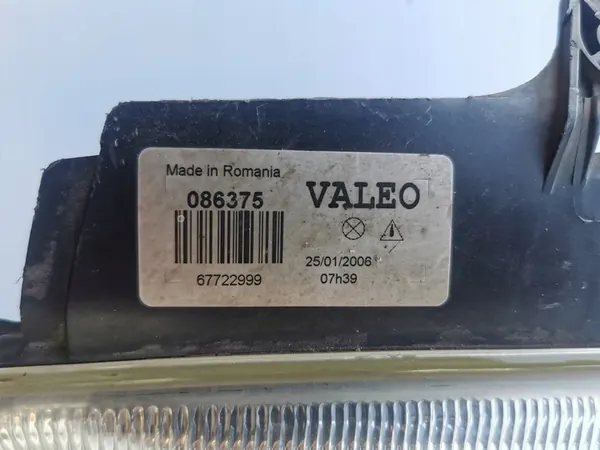 Made in Romania
086375
VALEO
25/01/2006
67722999
07h39